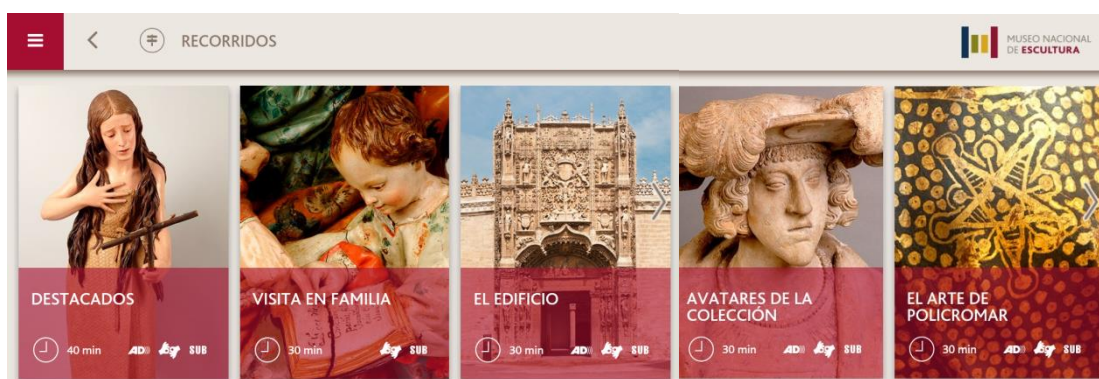 RECORRIDOS
MUSEO NACIONAL
DE ESCULTURA
DESTACADOS
40 min AD SUB
VISITA EN FAMILIA
30 min SUB
EL EDIFICIO
30 min AD SUB
AVATARES DE LA
COLECCIÓN
30 min AD SUB
EL ARTE DE
POLICROMAR
30 min AD SUB